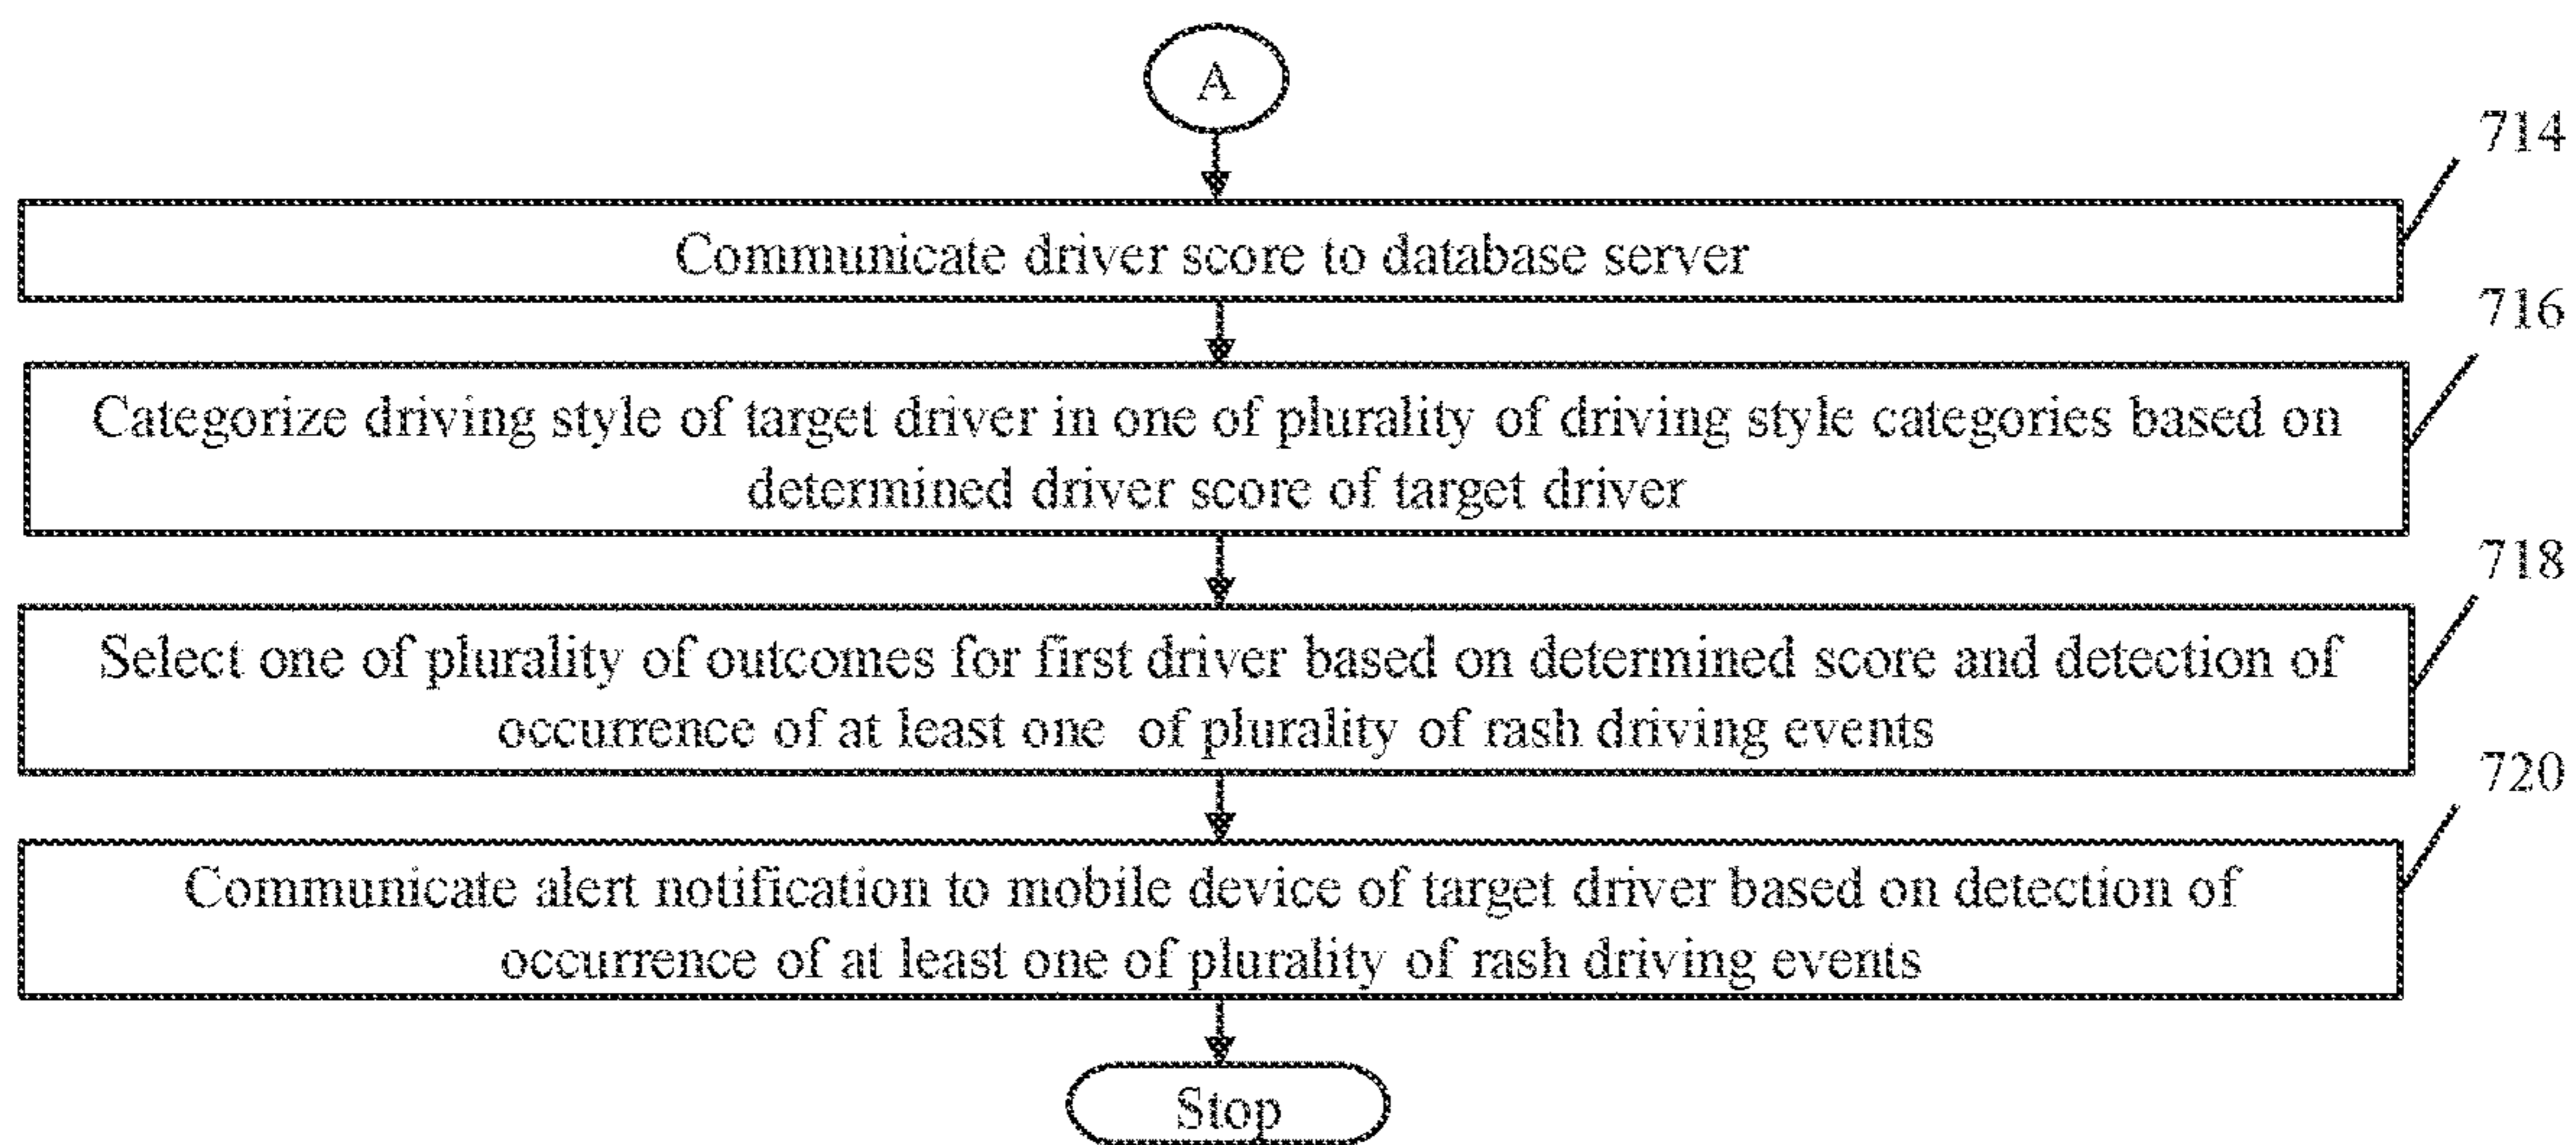 A
714
Communicate driver score to database server
716
Categorize driving style of target driver in one of plurality of driving style categories based on
determined driver score of target driver
718
Select one of plurality of outcomes for first driver based on determined score and detection of
occurrence of at least one of plurality of rash driving events
720
Communicate alert notification to mobile device of target driver based on detection of
occurrence of at least one of plurality of rash driving events
Stop